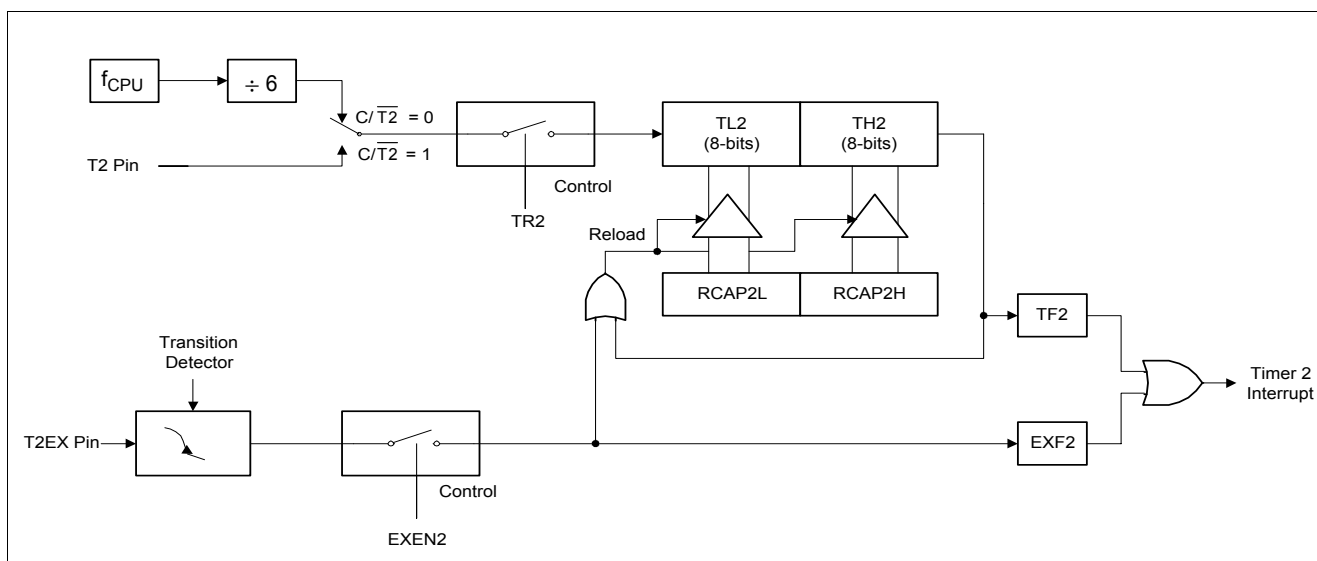 fCPU
÷ 6
C/T2 = 0
C/T2 = 1
T2 Pin
TR2
Control
TL2
(8-bits)
TH2
(8-bits)
Reload
RCAP2L
RCAP2H
TF2
Timer 2
Interrupt
Transition
Detector
T2EX Pin
Control
EXEN2
EXF2